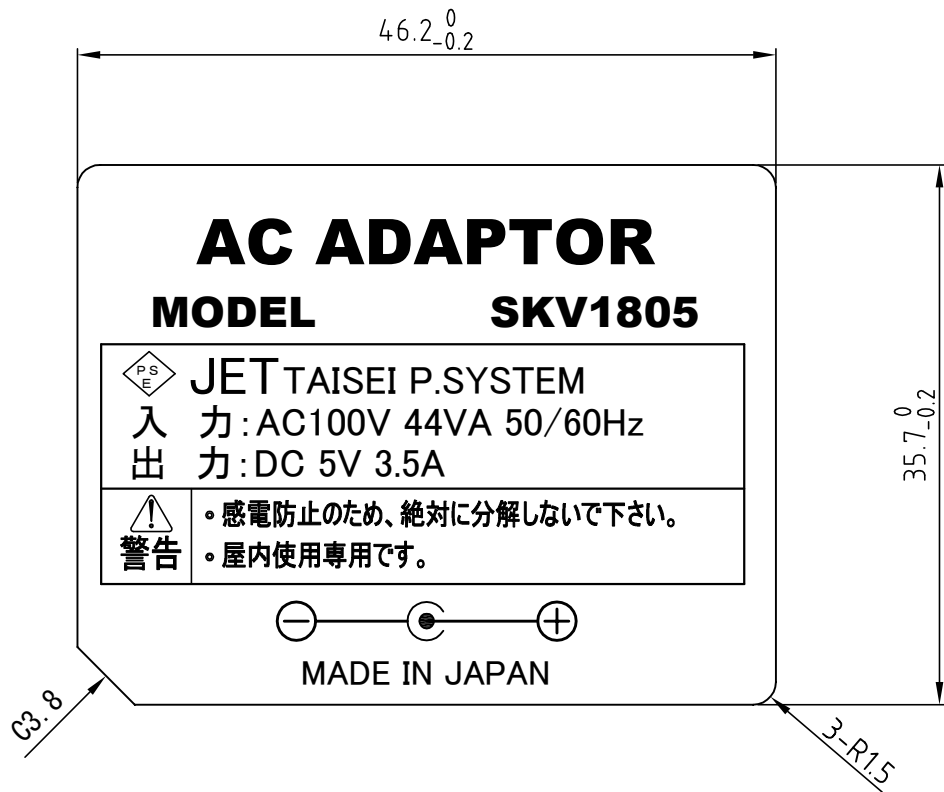 46.2 0 -0.2
AC ADAPTOR
MODEL SKV1805
PS E JET TAISEI P.SYSTEM
入 力:AC100V 44VA 50/60Hz
出 力:DC 5V 3.5A
警告
。感電防止のため、絶対に分解しないで下さい。
。屋内使用専用です。
MADE IN JAPAN
35.7 0 -0.2
C3.8
3-R1.5